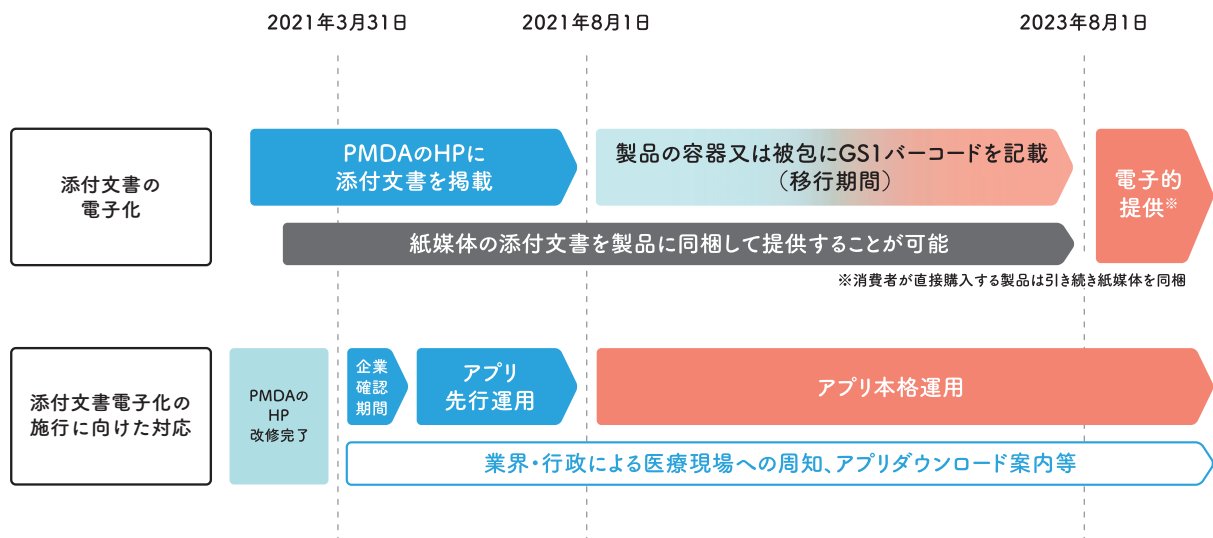 2021年3月31日
2021年8月1日
2023年8月1日
添付文書の
電子化
PMDAのHPに
添付文書を掲載
製品の容器又は被包にGS1バーコードを記載
（移行期間）
電子的
提供※
紙媒体の添付文書を製品に同梱して提供することが可能
※消費者が直接購入する製品は引き続き紙媒体を同梱
添付文書電子化の
施行に向けた対応
PMDAの
HP
改修完了
企業
確認
期間
アプリ
先行運用
アプリ本格運用
業界・行政による医療現場への周知、アプリダウンロード案内等